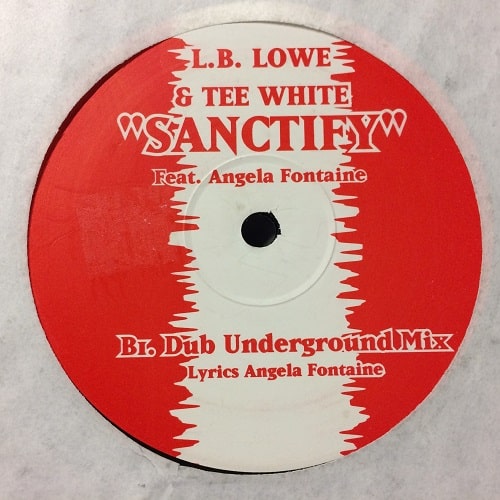 L.B. LOWE
& TEE WHITE
"SANCTIFY"
Feat. Angela Fontaine
B1. Dub Underground Mix
Lyrics Angela Fontaine